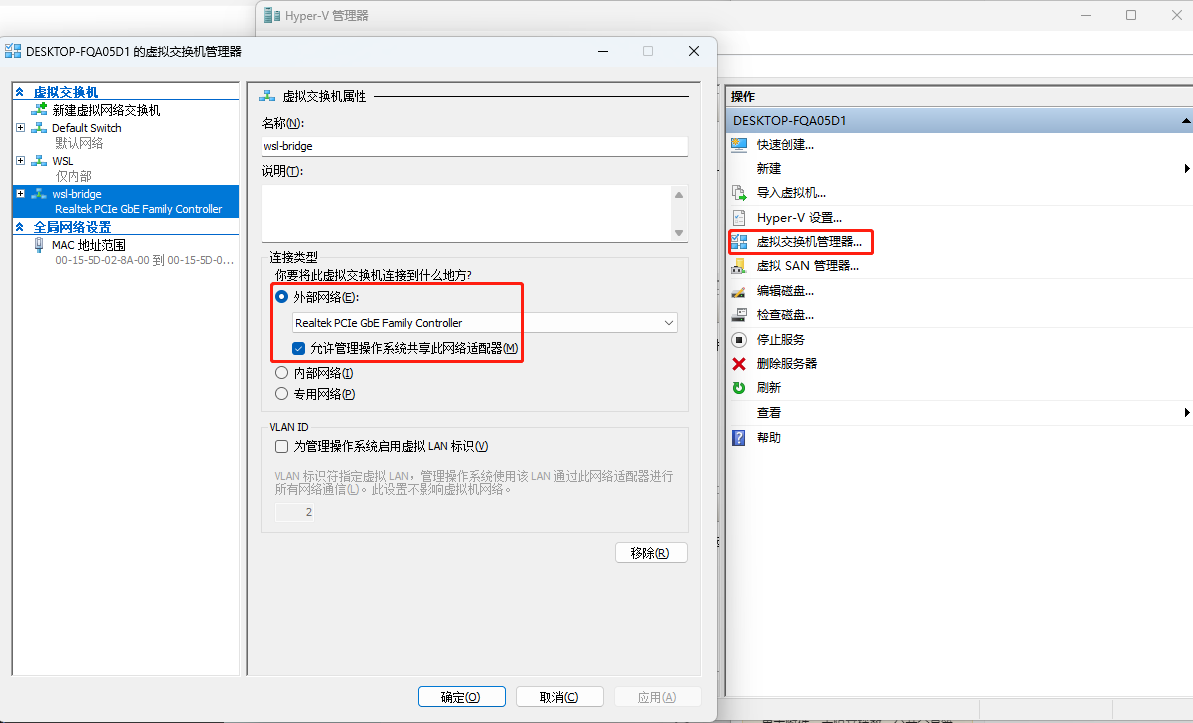 Hyper-V 管理器
DESKTOP-FQA05D1 的虚拟交换机管理器
虚拟交换机
新建虚拟网络交换机
Default Switch
默认网络
WSL
仅内部
wsl-bridge
Realtek PCIe GbE Family Controller
全局网络设置
MAC 地址范围
00-15-5D-02-8A-00 到 00-15-5D-0...
虚拟交换机属性
名称(N):
wsl-bridge
说明(T):
连接类型
你要将此虚拟交换机连接到什么地方?
外部网络(E):
Realtek PCIe GbE Family Controller
允许管理操作系统共享此网络适配器(M)
内部网络(I)
专用网络(P)
VLAN ID
为管理操作系统启用虚拟 LAN 标识(V)
VLAN 标识符指定虚拟 LAN，管理操作系统使用该 LAN 通过此网络适配器进行
所有网络通信(L)。此设置不影响虚拟机网络。
2
移除(R)
确定(O)
取消(C)
应用(A)
操作
DESKTOP-FQA05D1
快速创建...
新建
导入虚拟机...
Hyper-V 设置...
虚拟交换机管理器...
虚拟 SAN 管理器...
编辑磁盘...
检查磁盘...
停止服务
删除服务器
刷新
查看
帮助